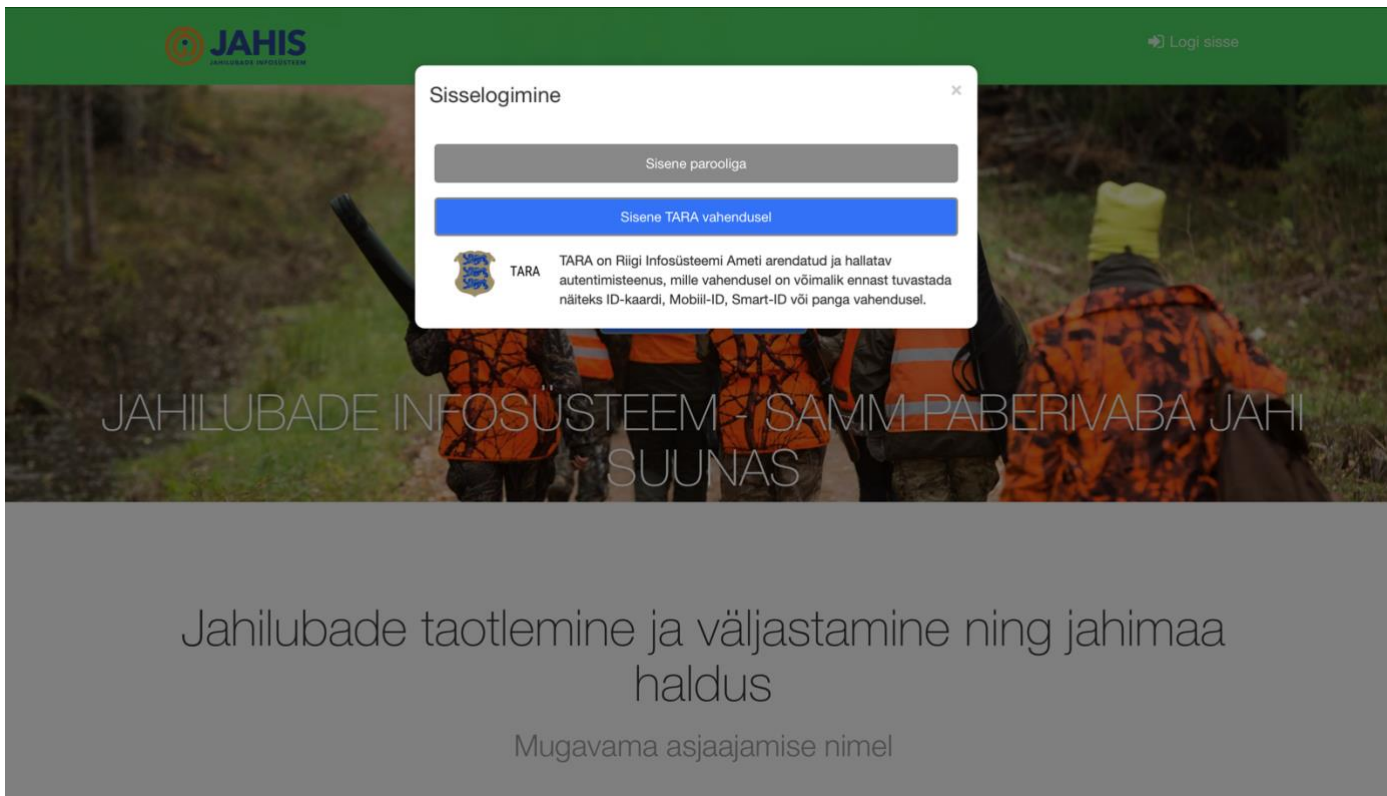 JAHIS
JAHILUBADE INFOSÜSTEEM
Logi sisse
Sisselogimine
×
Sisene parooliga
Sisene TARA vahendusel
TARA
TARA on Riigi Infosüsteemi Ameti arendatud ja hallatav
autentimisteenus, mille vahendusel on võimalik ennast tuvastada
näiteks ID-kaardi, Mobiil-ID, Smart-ID või panga vahendusel.
JAHILUBADE INFOSÜSTEEM - SAMM PABERIVABA JAHI
SUUNAS
Jahilubade taotlemine ja väljastamine ning jahimaa
haldus
Mugavama asjaajamise nimel